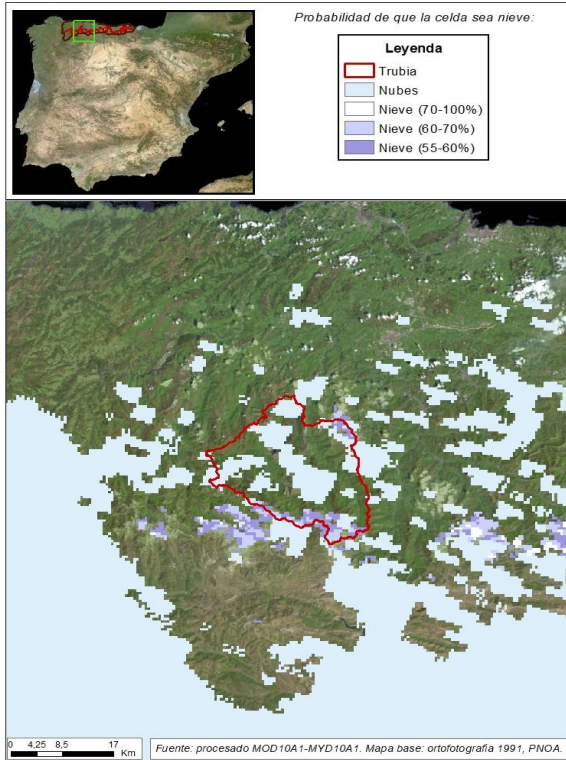 Probabilidad de que la celda sea nieve:
Leyenda
Trubia
Nubes
Nieve (70-100%)
Nieve (60-70%)
Nieve (55-60%)
0 4,25 8,5 17
Km
Fuente: procesado MOD10A1-MYD10A1. Mapa base: ortofotografia 1991, PNOA.